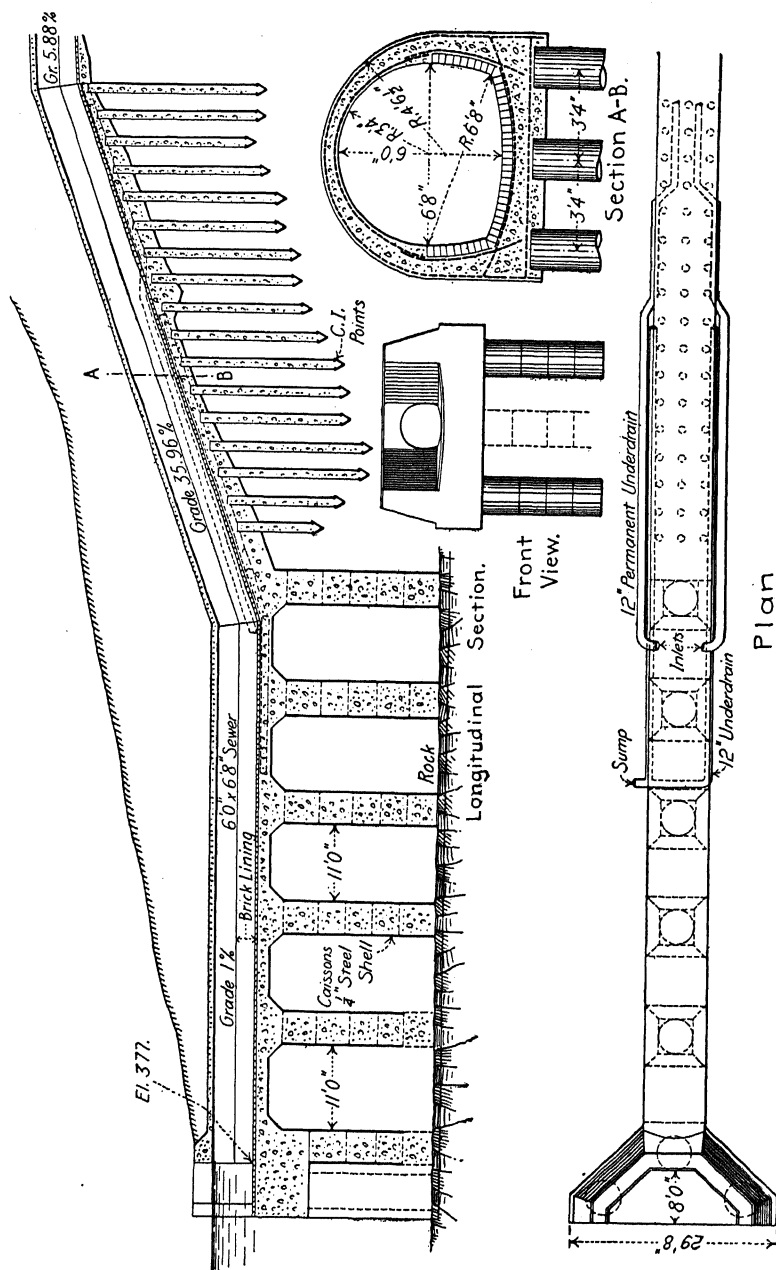 Gr. 5.88%
A
B
Grade 35.96%
C.I.
Points
6'0" x 6'8" Sewer
Brick Lining
Grade 1%
El. 377.
11'0"
11'0"
Caissons
¼" Steel
Shell
Rock
Longitudinal Section.
R.4'6½"
R.3'4"
6'0"
6'8"
R.6'8"
3'4"
3'4"
Section A-B.
Front
View.
12" Permanent Underdrain
Inlets
Sump
12" Underdrain
8'0"
29'8"
Plan